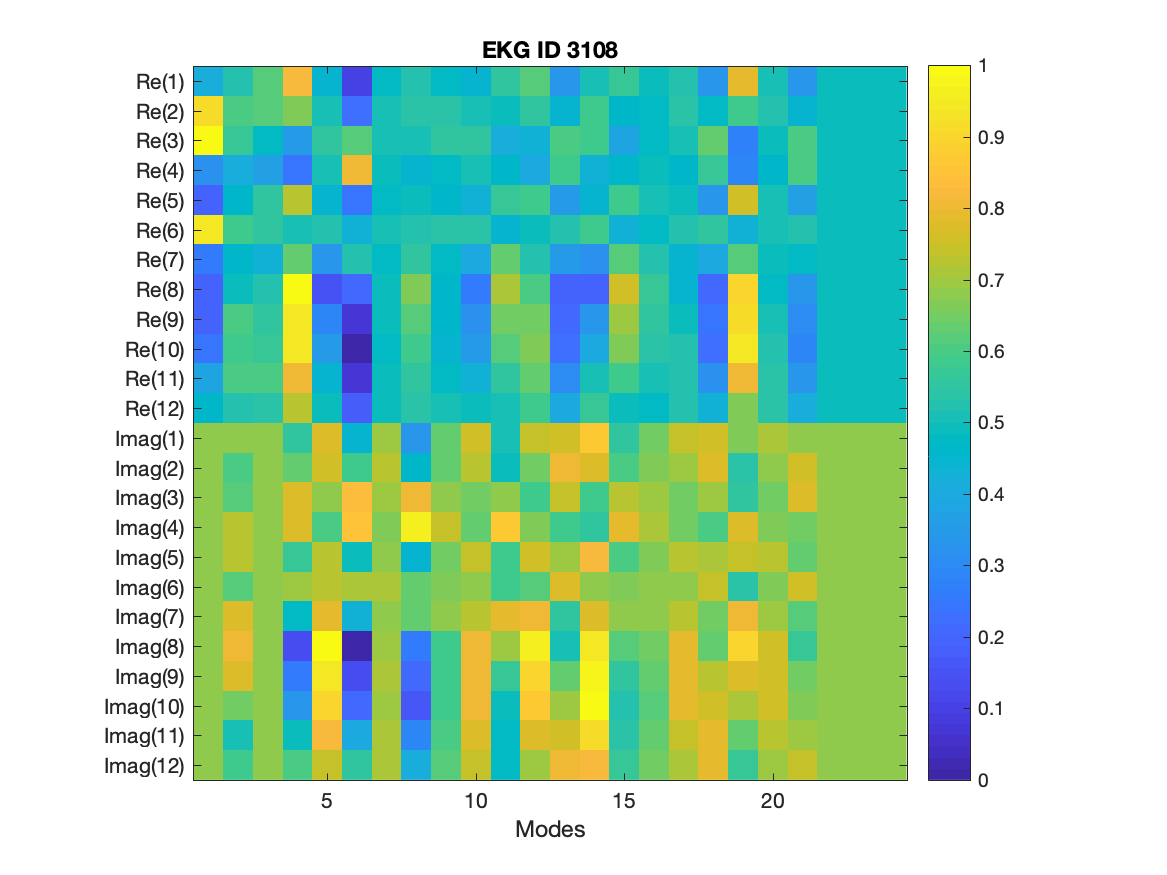 EKG ID 3108
Re(1)
Re(2)
Re(3)
Re(4)
Re(5)
Re(6)
Re(7)
Re(8)
Re(9)
Re(10)
Re(11)
Re(12)
Imag(1)
Imag(2)
Imag(3)
Imag(4)
Imag(5)
Imag(6)
Imag(7)
Imag(8)
Imag(9)
Imag(10)
Imag(11)
Imag(12)
5 10 15 20
Modes
1
0.9
0.8
0.7
0.6
0.5
0.4
0.3
0.2
0.1
0